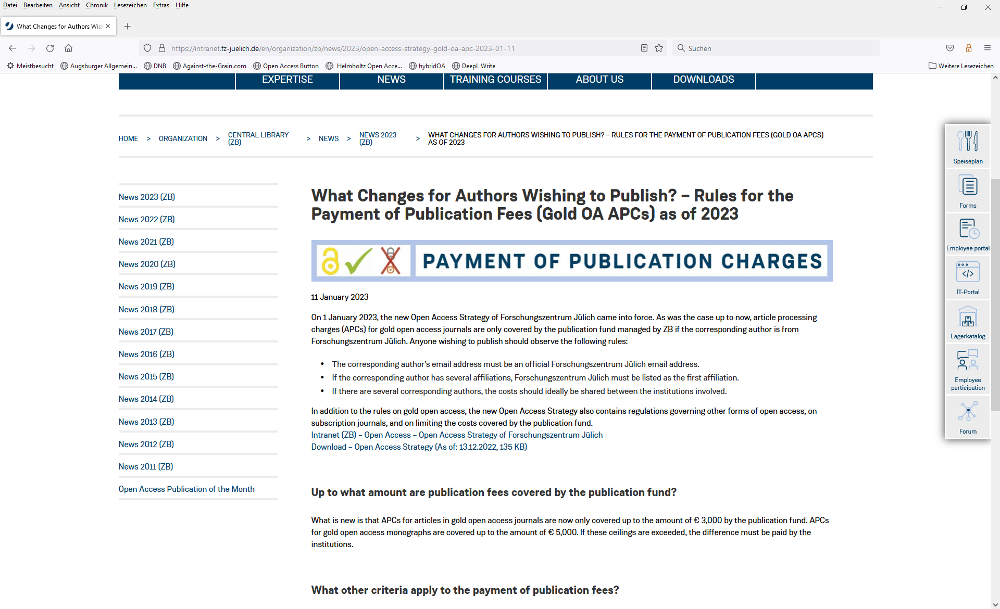 Datei Bearbeiten Ansicht Chronik Lesezeichen Extras Hilfe
What Changes for Authors Wish
https://intranet.fz-juelich.de/en/organization/zb/news/2023/open-access-strategy-gold-oa-apc-2023-01-11
Suchen
Meistbesucht Augsburger Allgemein... DNB Against-the-Grain.com Open Access Button Helmholtz Open Acce... hybridOA DeepL Write Weitere Lesezeichen
EXPERTISE NEWS TRAINING COURSES ABOUT US DOWNLOADS
HOME > ORGANIZATION > CENTRAL LIBRARY (ZB) > NEWS > NEWS 2023 (ZB) > WHAT CHANGES FOR AUTHORS WISHING TO PUBLISH? – RULES FOR THE PAYMENT OF PUBLICATION FEES (GOLD OA APCS)
AS OF 2023
News 2023 (ZB)
News 2022 (ZB)
News 2021 (ZB)
News 2020 (ZB)
News 2019 (ZB)
News 2018 (ZB)
News 2017 (ZB)
News 2016 (ZB)
News 2015 (ZB)
News 2014 (ZB)
News 2013 (ZB)
News 2012 (ZB)
News 2011 (ZB)
Open Access Publication of the Month
What Changes for Authors Wishing to Publish? – Rules for the
Payment of Publication Fees (Gold OA APCs) as of 2023
PAYMENT OF PUBLICATION CHARGES
11 January 2023
On 1 January 2023, the new Open Access Strategy of Forschungszentrum Jülich came into force. As was the case up to now, article processing
charges (APCs) for gold open access journals are only covered by the publication fund managed by ZB if the corresponding author is from
Forschungszentrum Jülich. Anyone wishing to publish should observe the following rules:
• The corresponding author's email address must be an official Forschungszentrum Jülich email address.
• If the corresponding author has several affiliations, Forschungszentrum Jülich must be listed as the first affiliation.
• If there are several corresponding authors, the costs should ideally be shared between the institutions involved.
In addition to the rules on gold open access, the new Open Access Strategy also contains regulations governing other forms of open access, on
subscription journals, and on limiting the costs covered by the publication fund.
Intranet (ZB) – Open Access – Open Access Strategy of Forschungszentrum Jülich
Download – Open Access Strategy (As of: 13.12.2022, 135 KB)
Up to what amount are publication fees covered by the publication fund?
What is new is that APCs for articles in gold open access journals are now only covered up to the amount of € 3,000 by the publication fund. APCs
for gold open access monographs are covered up to the amount of € 5,000. If these ceilings are exceeded, the difference must be paid by the
institutions.
What other criteria apply to the payment of publication fees?
Speiseplan
Forms
Employee portal
IT-Portal
Lagerkatalog
Employee
participation
Forum